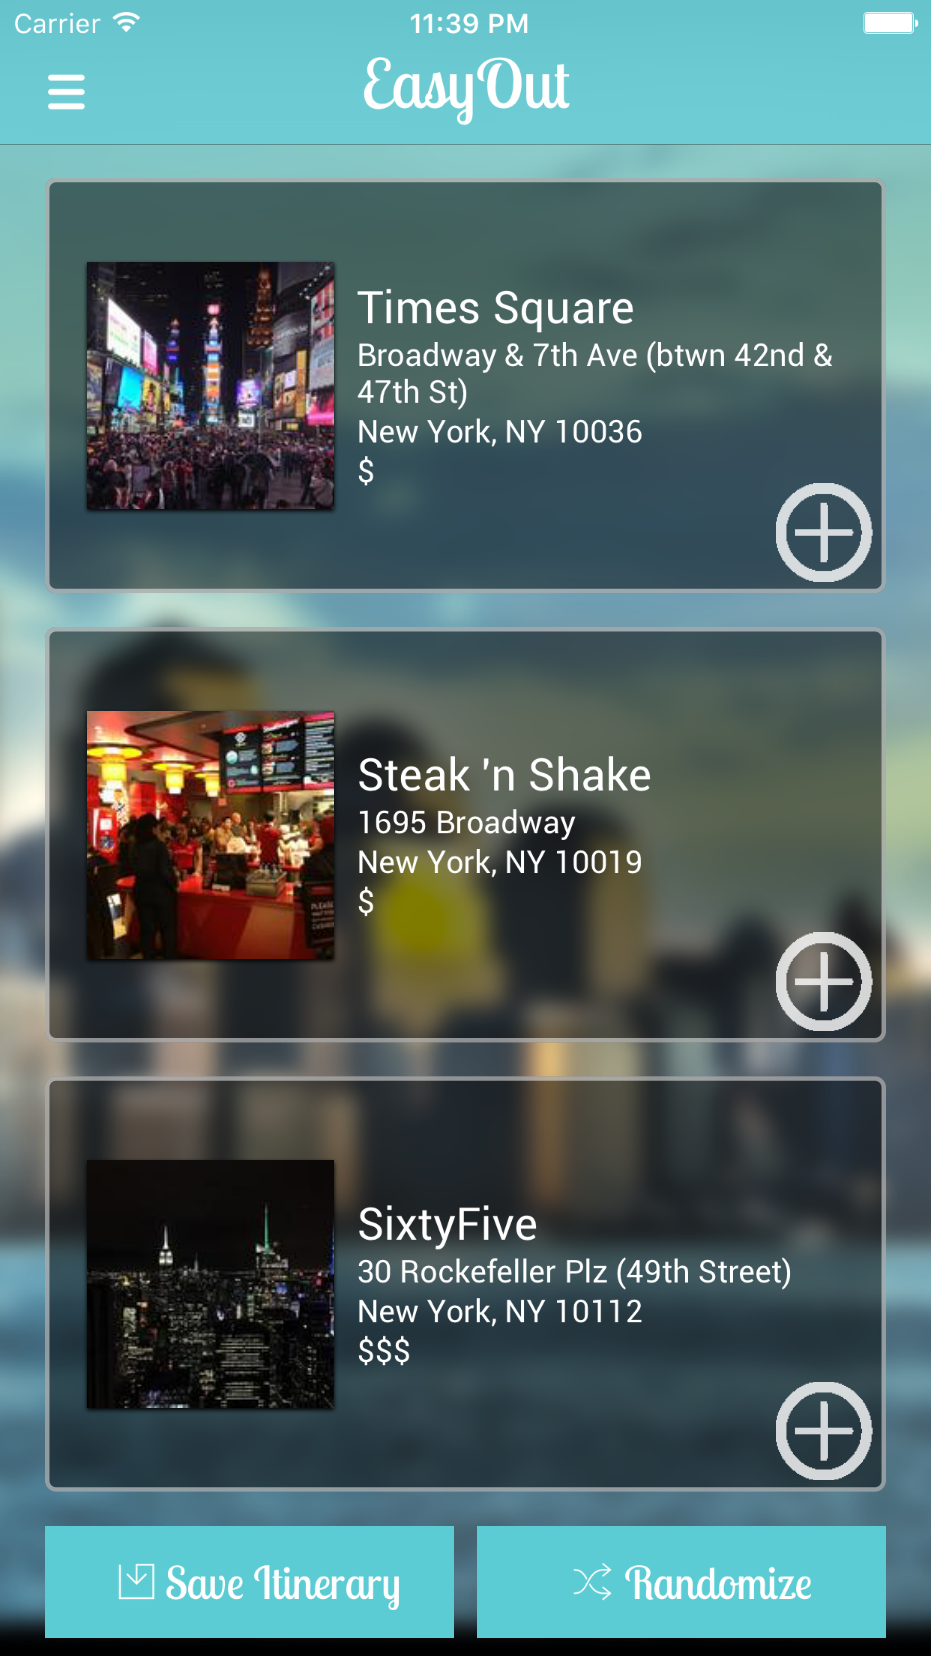 Carrier 11:39 PM
EasyOut
Times Square
Broadway & 7th Ave (btwn 42nd &
47th St)
New York, NY 10036
$
Steak 'n Shake
1695 Broadway
New York, NY 10019
$
SixtyFive
30 Rockefeller Plz (49th Street)
New York, NY 10112
$$$
Save Itinerary
Randomize